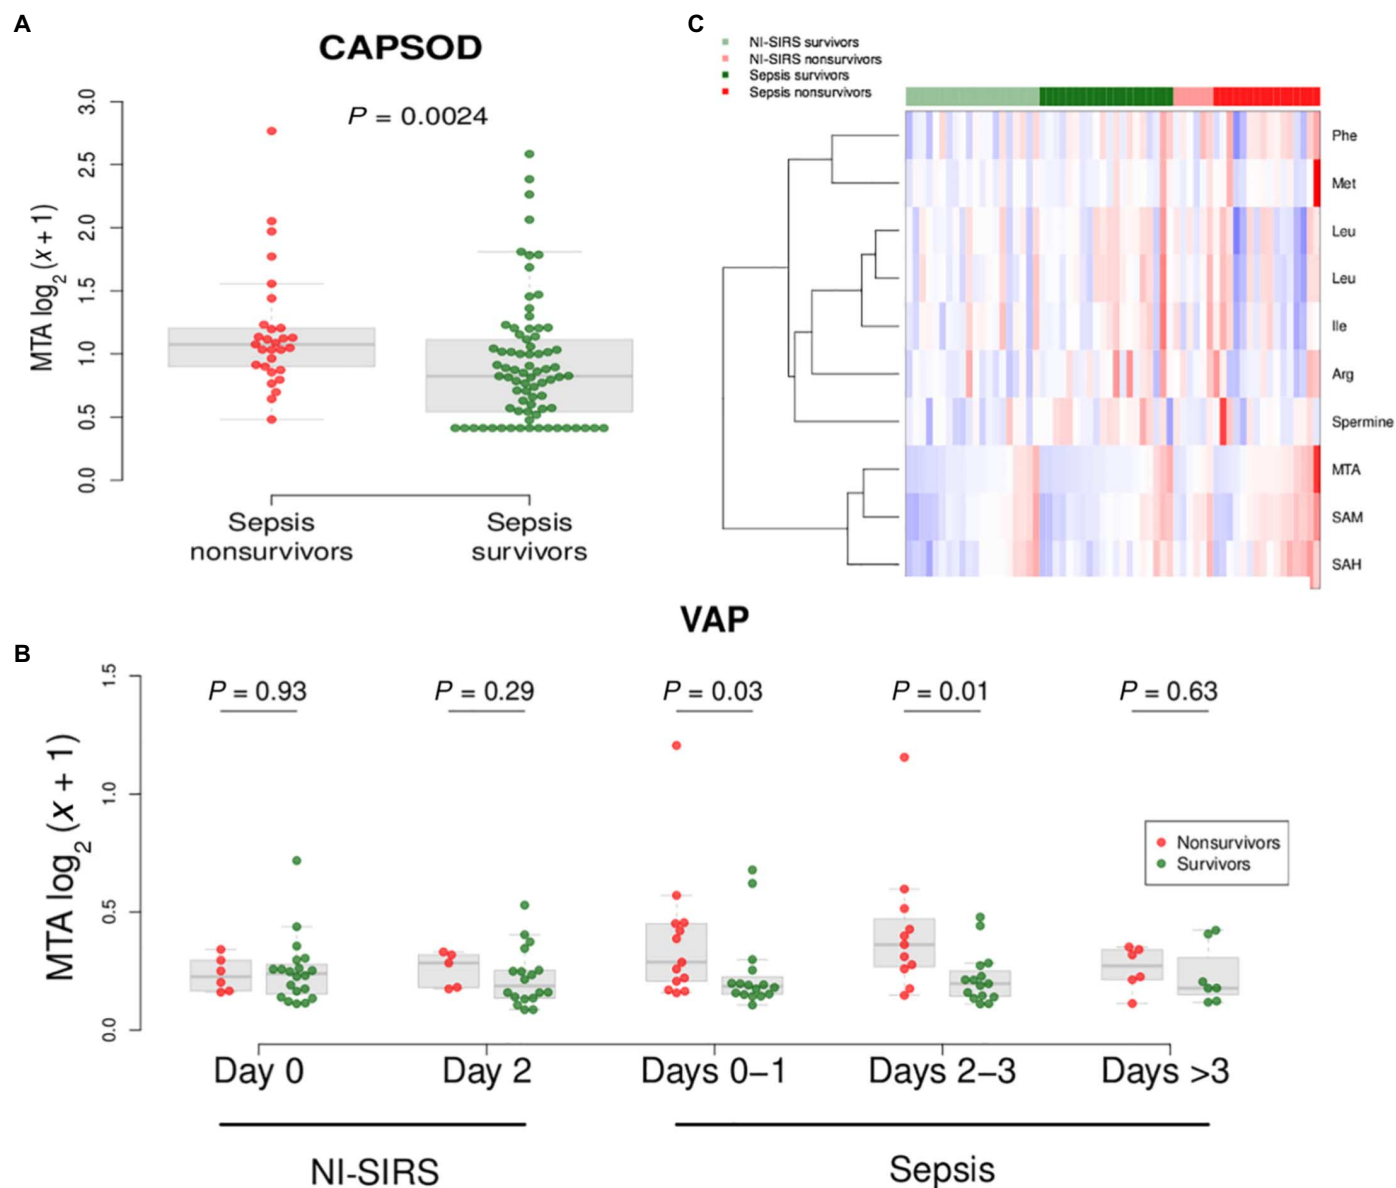 A
CAPSOD
P = 0.0024
MTA log2 (x + 1)
3.0
2.5
2.0
1.5
1.0
0.5
0.0
Sepsis
nonsurvivors
Sepsis
survivors
C
NI-SIRS survivors
NI-SIRS nonsurvivors
Sepsis survivors
Sepsis nonsurvivors
Phe
Met
Leu
Leu
Ile
Arg
Spermine
MTA
SAM
SAH
VAP
B
MTA log2 (x + 1)
1.5
1.0
0.5
0.0
P = 0.93
P = 0.29
P = 0.03
P = 0.01
P = 0.63
Nonsurvivors
Survivors
Day 0
Day 2
Days 0–1
Days 2–3
Days >3
NI-SIRS
Sepsis